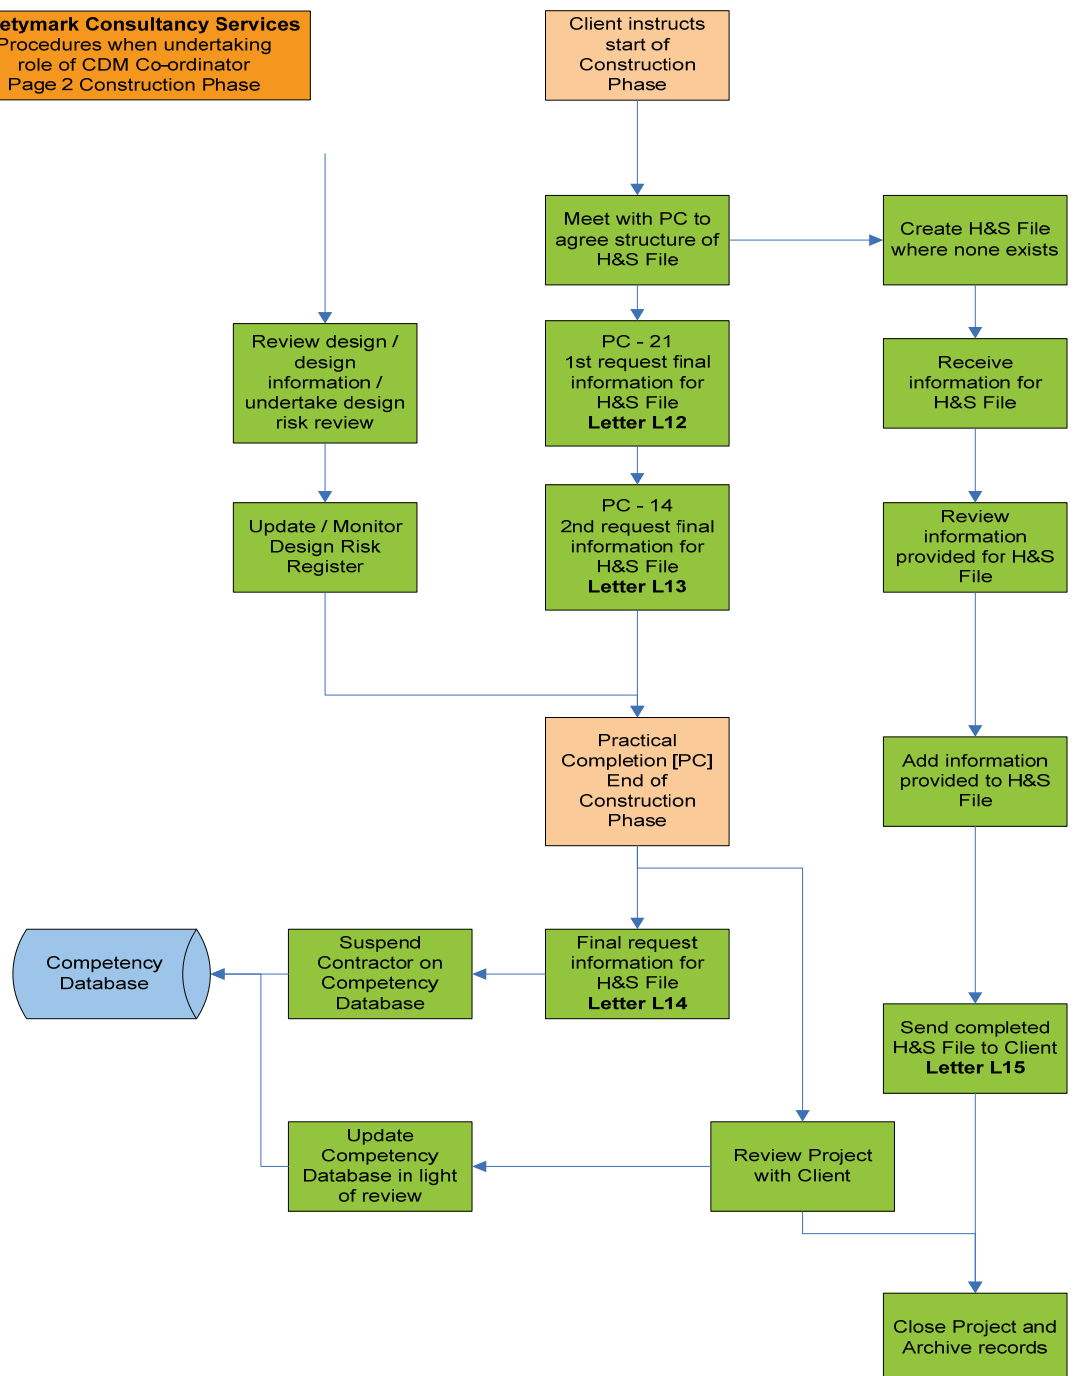 etymark Consultancy Services
Procedures when undertaking
role of CDM Co-ordinator
Page 2 Construction Phase
Client instructs
start of
Construction
Phase
Meet with PC to
agree structure of
H&S File
Create H&S File
where none exists
Review design /
design
information /
undertake design
risk review
PC - 21
1st request final
information for
H&S File
Letter L12
Receive
information for
H&S File
Update / Monitor
Design Risk
Register
PC - 14
2nd request final
information for
H&S File
Letter L13
Review
information
provided for H&S
File
Practical
Completion [PC]
End of
Construction
Phase
Add information
provided to H&S
File
Competency
Database
Suspend
Contractor on
Competency
Database
Final request
information for
H&S File
Letter L14
Send completed
H&S File to Client
Letter L15
Update
Competency
Database in light
of review
Review Project
with Client
Close Project and
Archive records